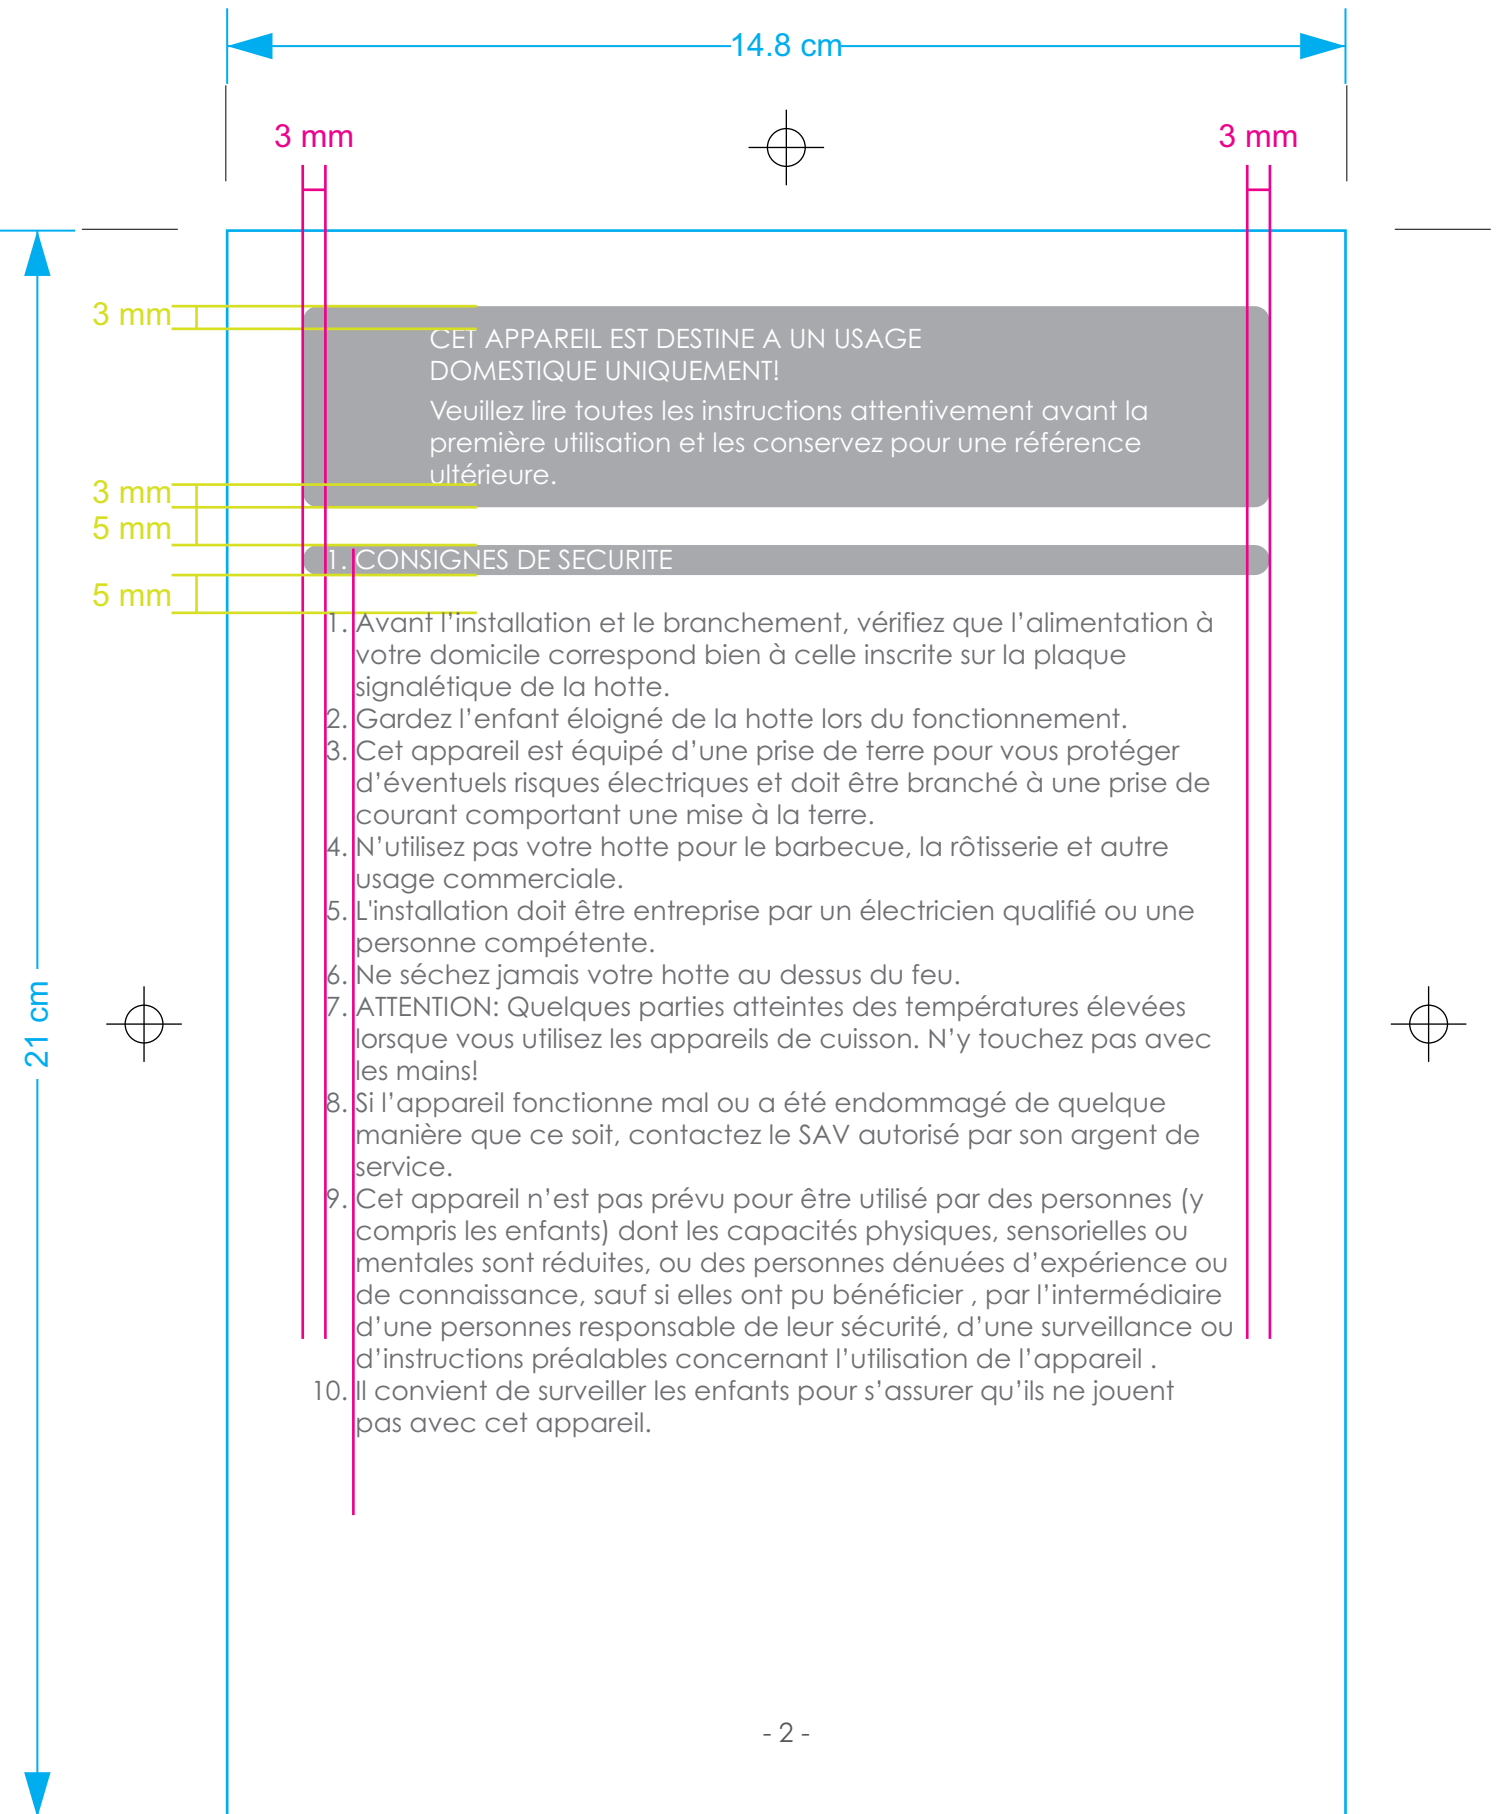 14.8 cm
3 mm
3 mm
3 mm
CET APPAREIL EST DESTINE A UN USAGE
DOMESTIQUE UNIQUEMENT!
Veuillez lire toutes les instructions attentivement avant la
première utilisation et les conservez pour une référence
ultérieure.
3 mm
5 mm
1. CONSIGNES DE SECURITE
5 mm
1. Avant l’installation et le branchement, vérifiez que l’alimentation à
votre domicile correspond bien à celle inscrite sur la plaque
signalétique de la hotte.
2. Gardez l’enfant éloigné de la hotte lors du fonctionnement.
3. Cet appareil est équipé d’une prise de terre pour vous protéger
d’éventuels risques électriques et doit être branché à une prise de
courant comportant une mise à la terre.
4. N’utilisez pas votre hotte pour le barbecue, la rôtisserie et autre
usage commerciale.
5. L'installation doit être entreprise par un électricien qualifié ou une
personne compétente.
6. Ne séchez jamais votre hotte au dessus du feu.
7. ATTENTION: Quelques parties atteintes des températures élevées
lorsque vous utilisez les appareils de cuisson. N’y touchez pas avec
les mains!
8. Si l’appareil fonctionne mal ou a été endommagé de quelque
manière que ce soit, contactez le SAV autorisé par son argent de
service.
9. Cet appareil n’est pas prévu pour être utilisé par des personnes (y
compris les enfants) dont les capacités physiques, sensorielles ou
mentales sont réduites, ou des personnes dénuées d’expérience ou
de connaissance, sauf si elles ont pu bénéficier , par l’intermédiaire
d’une personnes responsable de leur sécurité, d’une surveillance ou
d’instructions préalables concernant l’utilisation de l’appareil .
10. Il convient de surveiller les enfants pour s’assurer qu’ils ne jouent
pas avec cet appareil.
21 cm
- 2 -